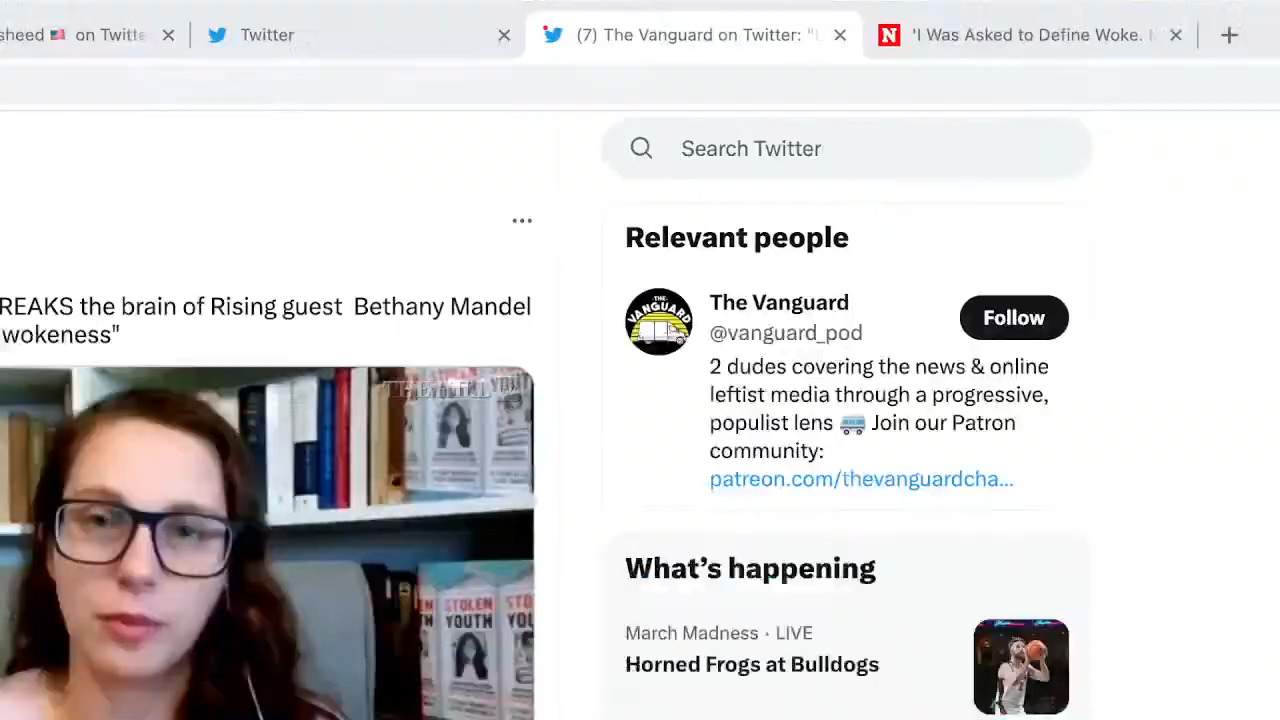 sheed 🇺🇸 on Twitte
Twitter
(7) The Vanguard on Twitter: "
'I Was Asked to Define Woke.
Search Twitter
Relevant people
REAKS the brain of Rising guest Bethany Mandel
wokeness"
THE VANGUARD
The Vanguard
@vanguard_pod
Follow
2 dudes covering the news & online
leftist media through a progressive,
populist lens 🚐 Join our Patron
community:
patreon.com/thevanguardcha...
STOLEN
YOUTH
What's happening
March Madness · LIVE
Horned Frogs at Bulldogs